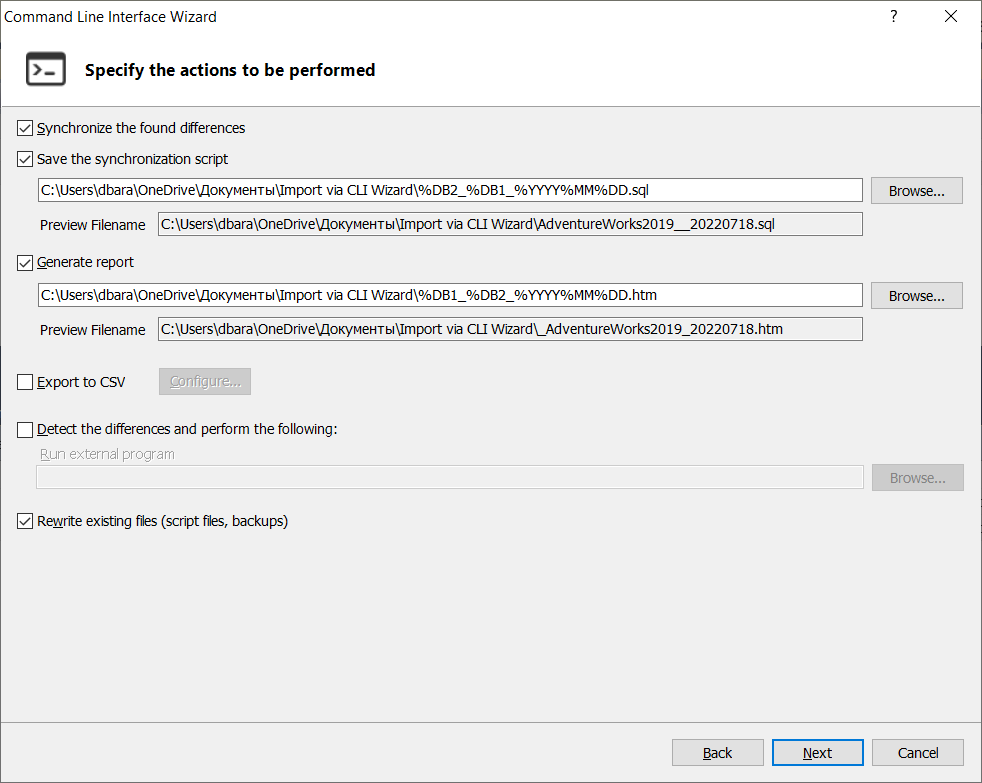 Command Line Interface Wizard ?
Specify the actions to be performed
Synchronize the found differences
Save the synchronization script
C:\Users\dbara\OneDrive\Документы\Import via CLI Wizard\%DB2_%DB1_%YYYY%MM%DD.sql Browse...
Preview Filename C:\Users\dbara\OneDrive\Документы\Import via CLI Wizard\AdventureWorks2019__20220718.sql
Generate report
C:\Users\dbara\OneDrive\Документы\Import via CLI Wizard\%DB1_%DB2_%YYYY%MM%DD.htm Browse...
Preview Filename C:\Users\dbara\OneDrive\Документы\Import via CLI Wizard\_AdventureWorks2019_20220718.htm
Export to CSV Configure...
Detect the differences and perform the following:
Run external program
Browse...
Rewrite existing files (script files, backups)
Back Next Cancel